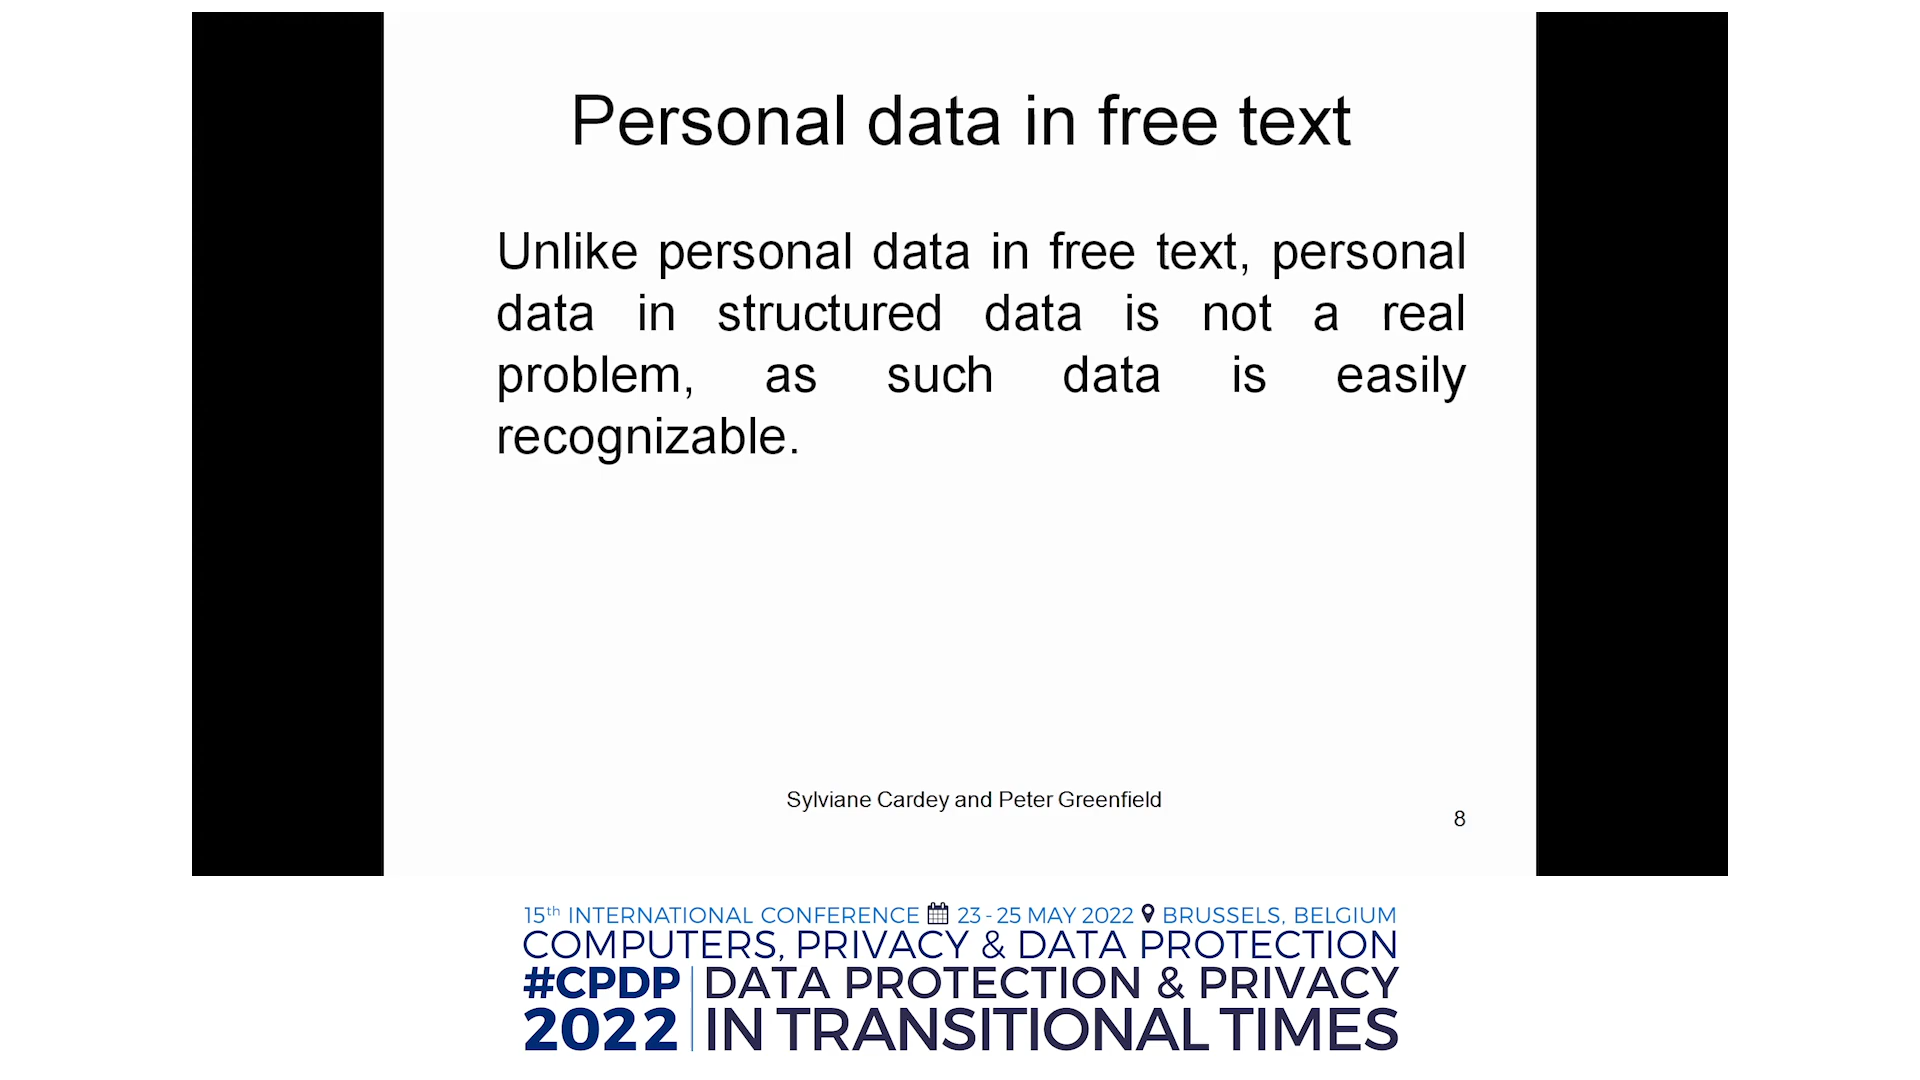 Personal data in free text
Unlike personal data in free text, personal
data in structured data is not a real
problem, as such data is easily
recognizable.
Sylviane Cardey and Peter Greenfield
8
15th INTERNATIONAL CONFERENCE 23 - 25 MAY 2022 BRUSSELS, BELGIUM
COMPUTERS, PRIVACY & DATA PROTECTION
#CPDP DATA PROTECTION & PRIVACY
2022 IN TRANSITIONAL TIMES